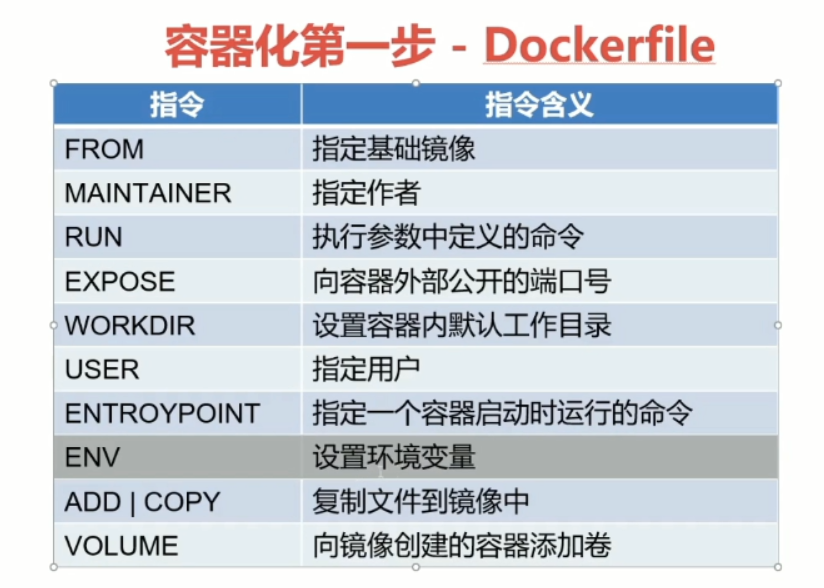 容器化第一步 - Dockerfile
指令 指令含义
FROM 指定基础镜像
MAINTAINER 指定作者
RUN 执行参数中定义的命令
EXPOSE 向容器外部公开的端口号
WORKDIR 设置容器内默认工作目录
USER 指定用户
ENTROYPOINT 指定一个容器启动时运行的命令
ENV 设置环境变量
ADD | COPY 复制文件到镜像中
VOLUME 向镜像创建的容器添加卷